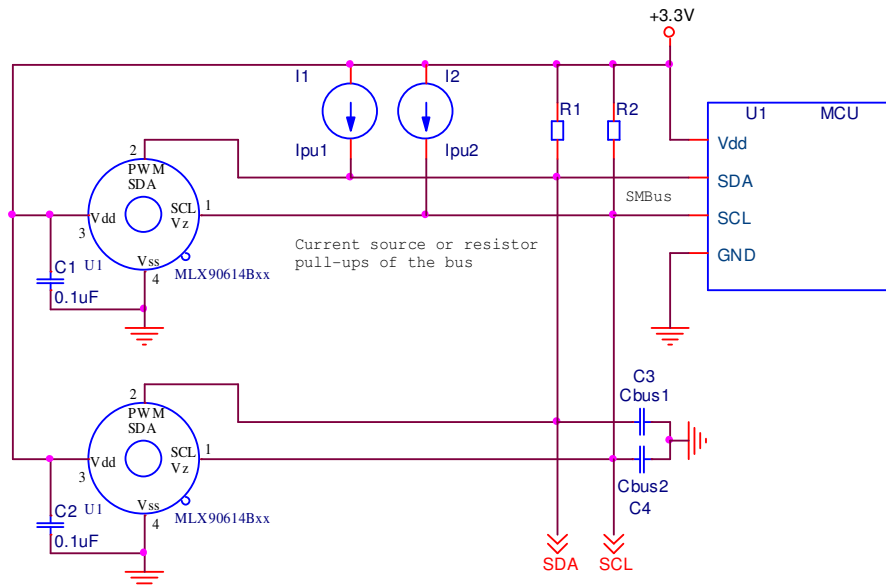 +3.3V
I1
I2
R1
R2
U1
MCU
Ipu1
Ipu2
2
PWM
SDA
Vdd
SDA
SMBus
SCL
Vz
1
SCL
Vdd
3
Current source or resistor
pull-ups of the bus
GND
Vss
4
C1
U1
MLX90614Bxx
0.1uF
C3
Cbus1
2
PWM
SDA
SCL
Vz
1
Vdd
3
Cbus2
C4
Vss
4
C2
U1
MLX90614Bxx
0.1uF
SDA
SCL